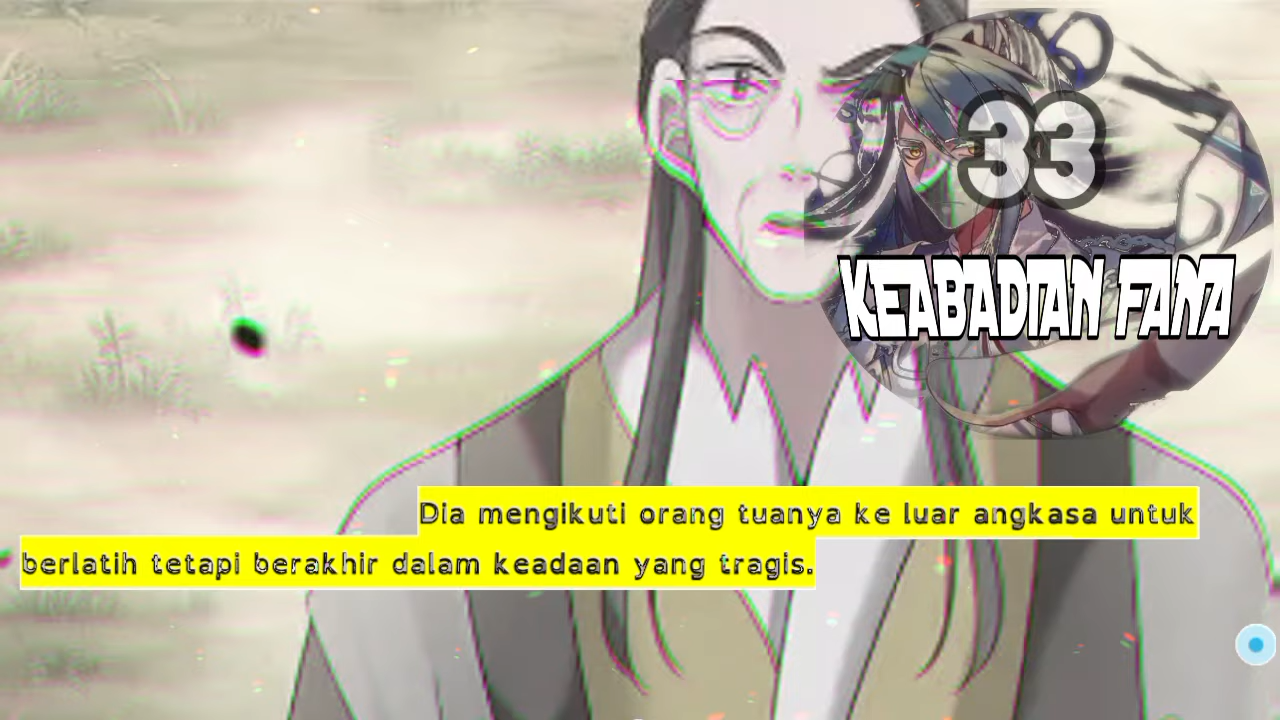 33
KEABADIAN FANA
Dia mengikuti orang tuanya ke luar angkasa untuk
berlatih tetapi berakhir dalam keadaan yang tragis.